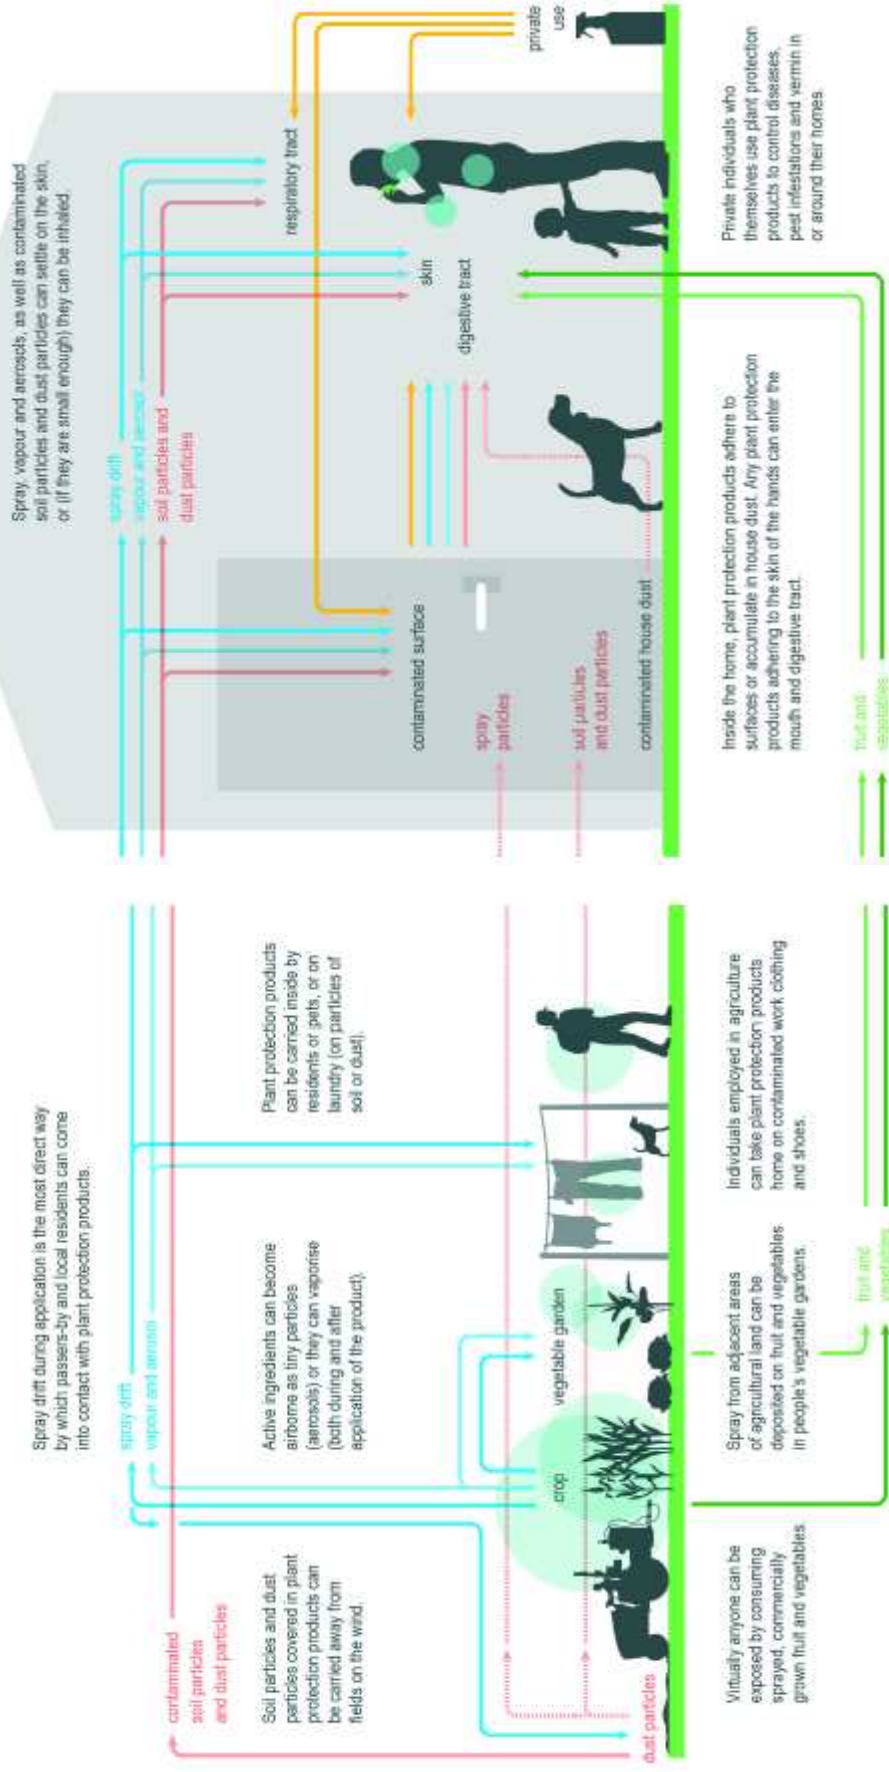 Spray drift during application is the most direct way
by which passers-by and local residents can come
into contact with plant protection products.
spray drift
vapour and aerosol
contaminated
soil particles
and dust particles
Soil particles and dust
particles covered in plant
protection products can
be carried away from
fields on the wind.
Active ingredients can become
airborne as tiny particles
(aerosols) or they can vaporise
(both during and after
application of the product).
Plant protection products
can be carried inside by
residents or pets, or on
laundry (on particles of
soil or dust).
crop
vegetable garden
dust particles
Virtually anyone can be
exposed by consuming
sprayed, commercially
grown fruit and vegetables.
Spray from adjacent areas
of agricultural land can be
deposited on fruit and vegetables
in people's vegetable gardens.
Individuals employed in agriculture
can take plant protection products
home on contaminated work clothing
and shoes.
fruit and
vegetables
Spray, vapour and aerosols, as well as contaminated
soil particles and dust particles can settle on the skin,
or (if they are small enough) they can be inhaled.
spray drift
vapour and aerosol
soil particles and
dust particles
respiratory tract
skin
digestive tract
contaminated surface
spray
particles
soil particles
and dust particles
contaminated house dust
private
use
Inside the home, plant protection products adhere to
surfaces or accumulate in house dust. Any plant protection
products adhering to the skin of the hands can enter the
mouth and digestive tract.
Private individuals who
themselves use plant protection
products to control diseases,
pest infestations and vermin in
or around their homes.
fruit and
vegetables